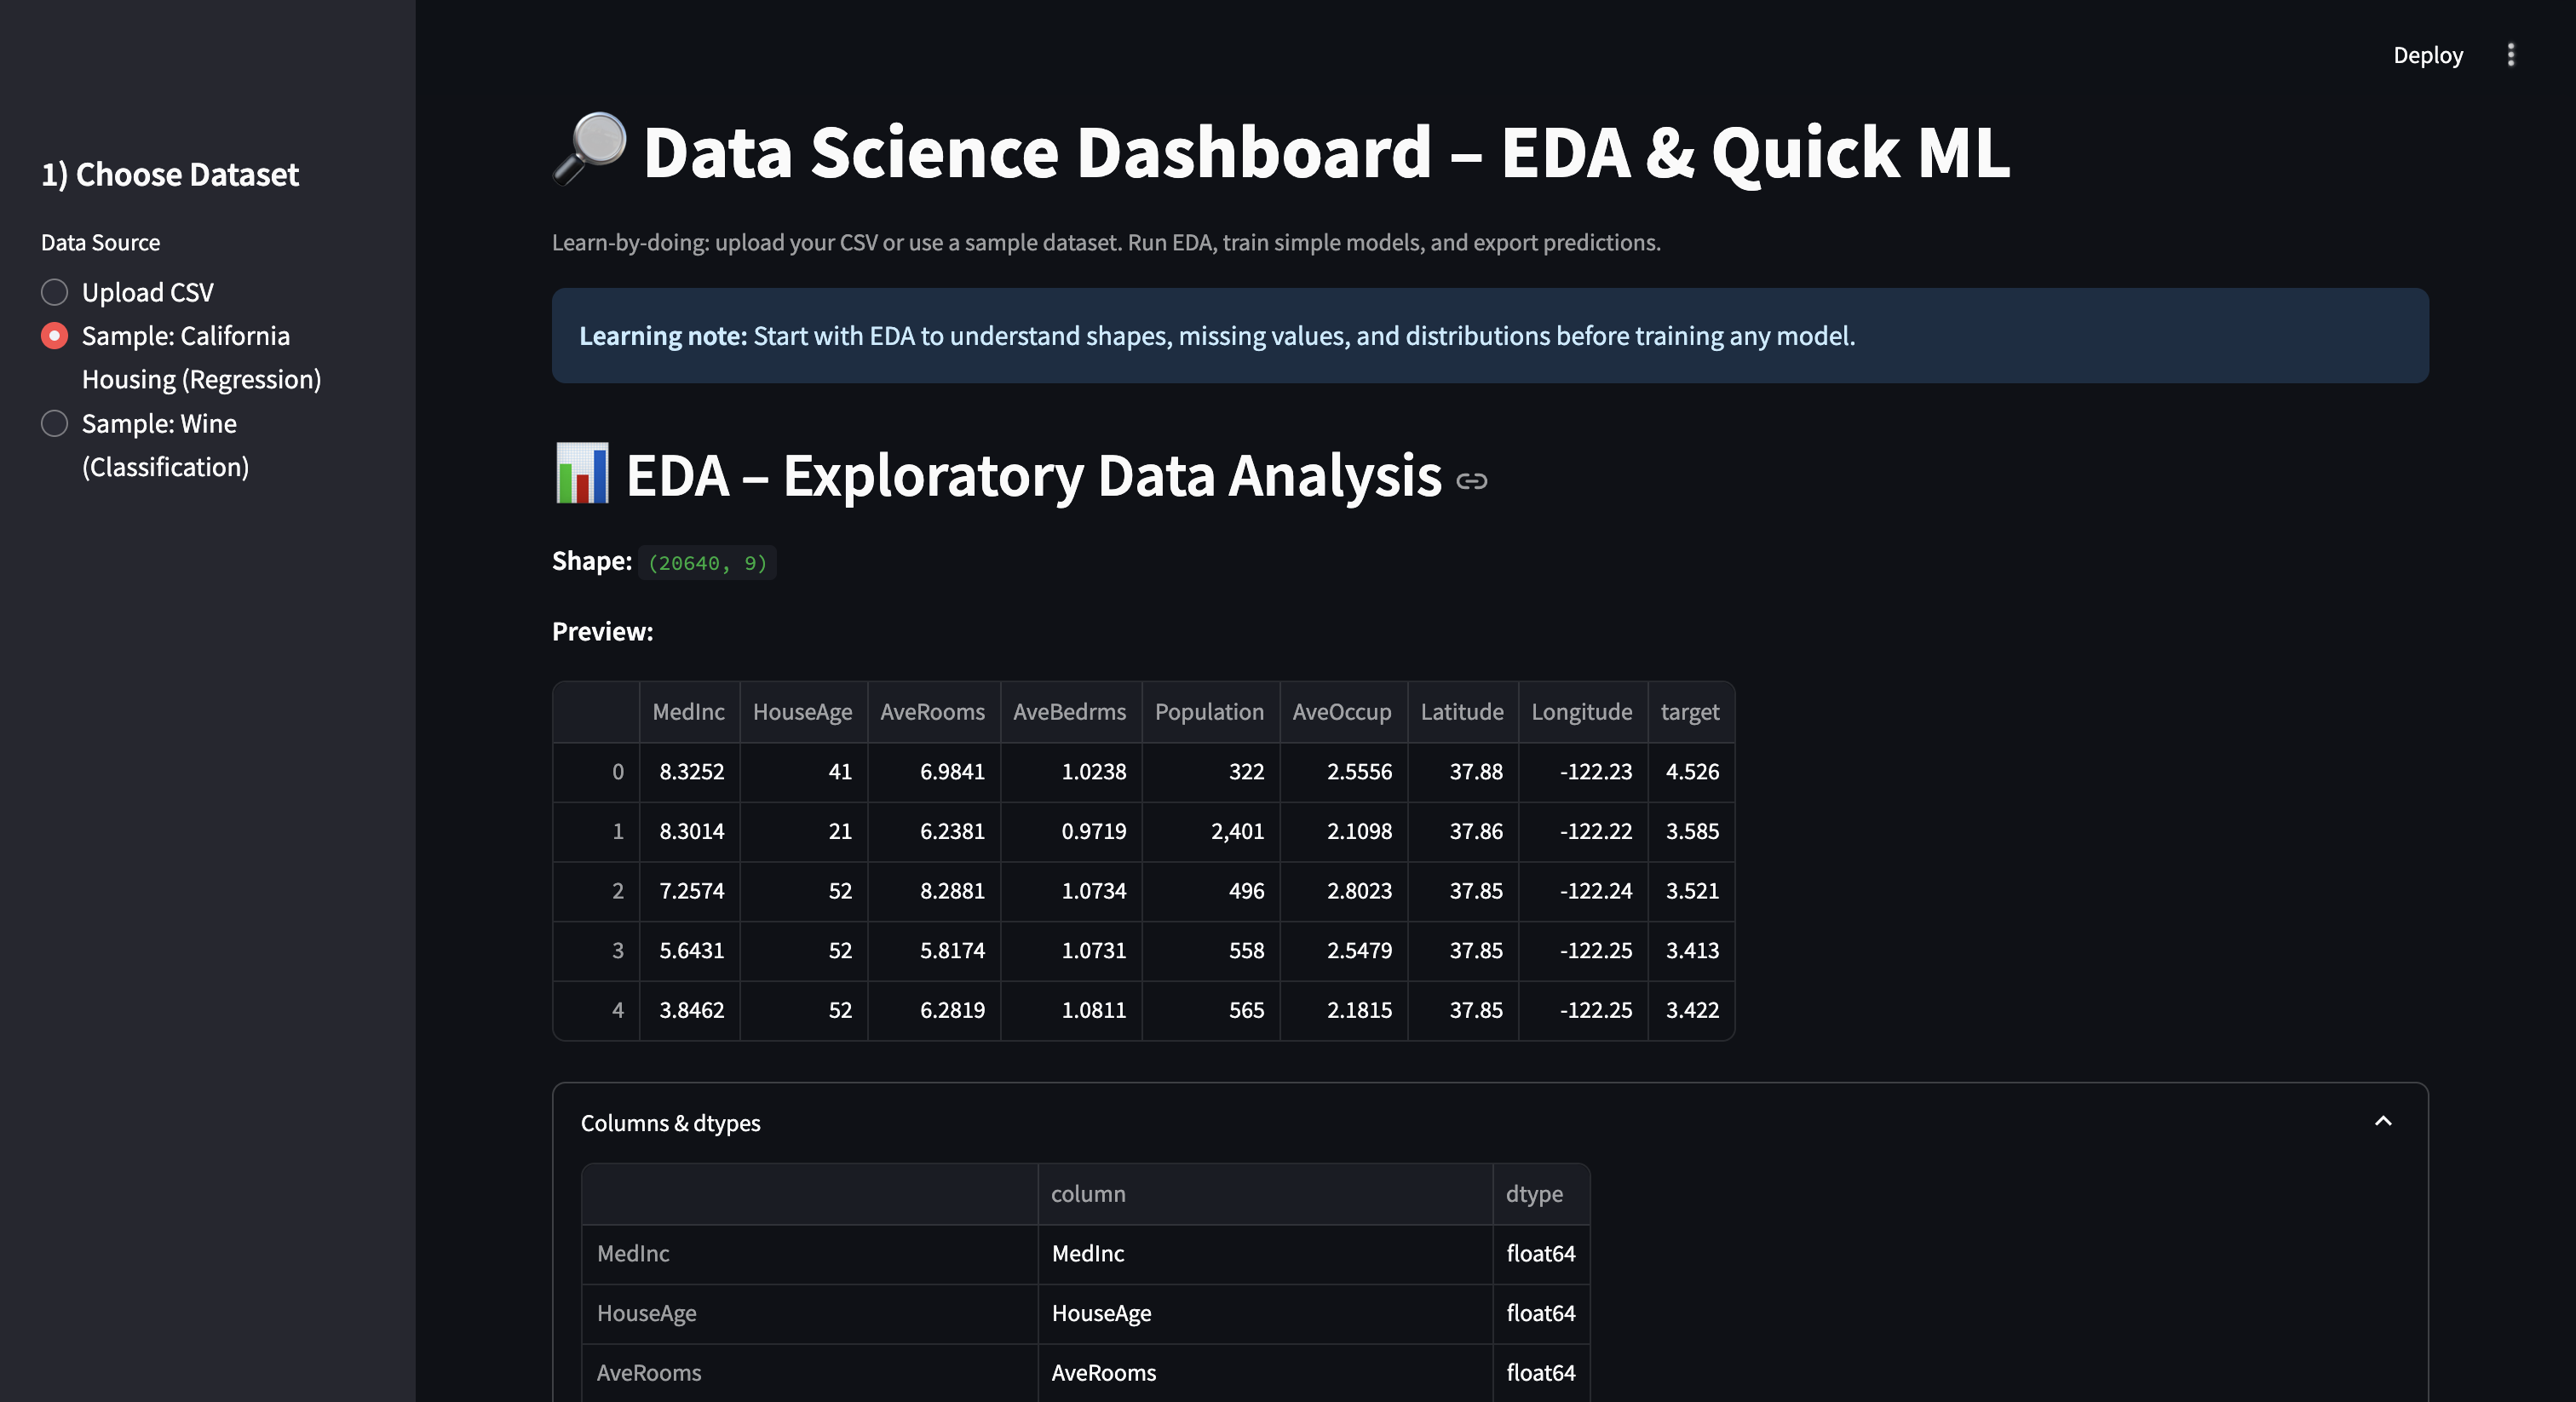 Deploy
1) Choose Dataset
Data Source
Upload CSV
Sample: California
Housing (Regression)
Sample: Wine
(Classification)
Data Science Dashboard – EDA & Quick ML
Learn-by-doing: upload your CSV or use a sample dataset. Run EDA, train simple models, and export predictions.
Learning note: Start with EDA to understand shapes, missing values, and distributions before training any model.
EDA – Exploratory Data Analysis
Shape: (20640, 9)
Preview:
MedInc HouseAge AveRooms AveBedrms Population AveOccup Latitude Longitude target
0 8.3252 41 6.9841 1.0238 322 2.5556 37.88 -122.23 4.526
1 8.3014 21 6.2381 0.9719 2,401 2.1098 37.86 -122.22 3.585
2 7.2574 52 8.2881 1.0734 496 2.8023 37.85 -122.24 3.521
3 5.6431 52 5.8174 1.0731 558 2.5479 37.85 -122.25 3.413
4 3.8462 52 6.2819 1.0811 565 2.1815 37.85 -122.25 3.422
Columns & dtypes
column dtype
MedInc MedInc float64
HouseAge HouseAge float64
AveRooms AveRooms float64